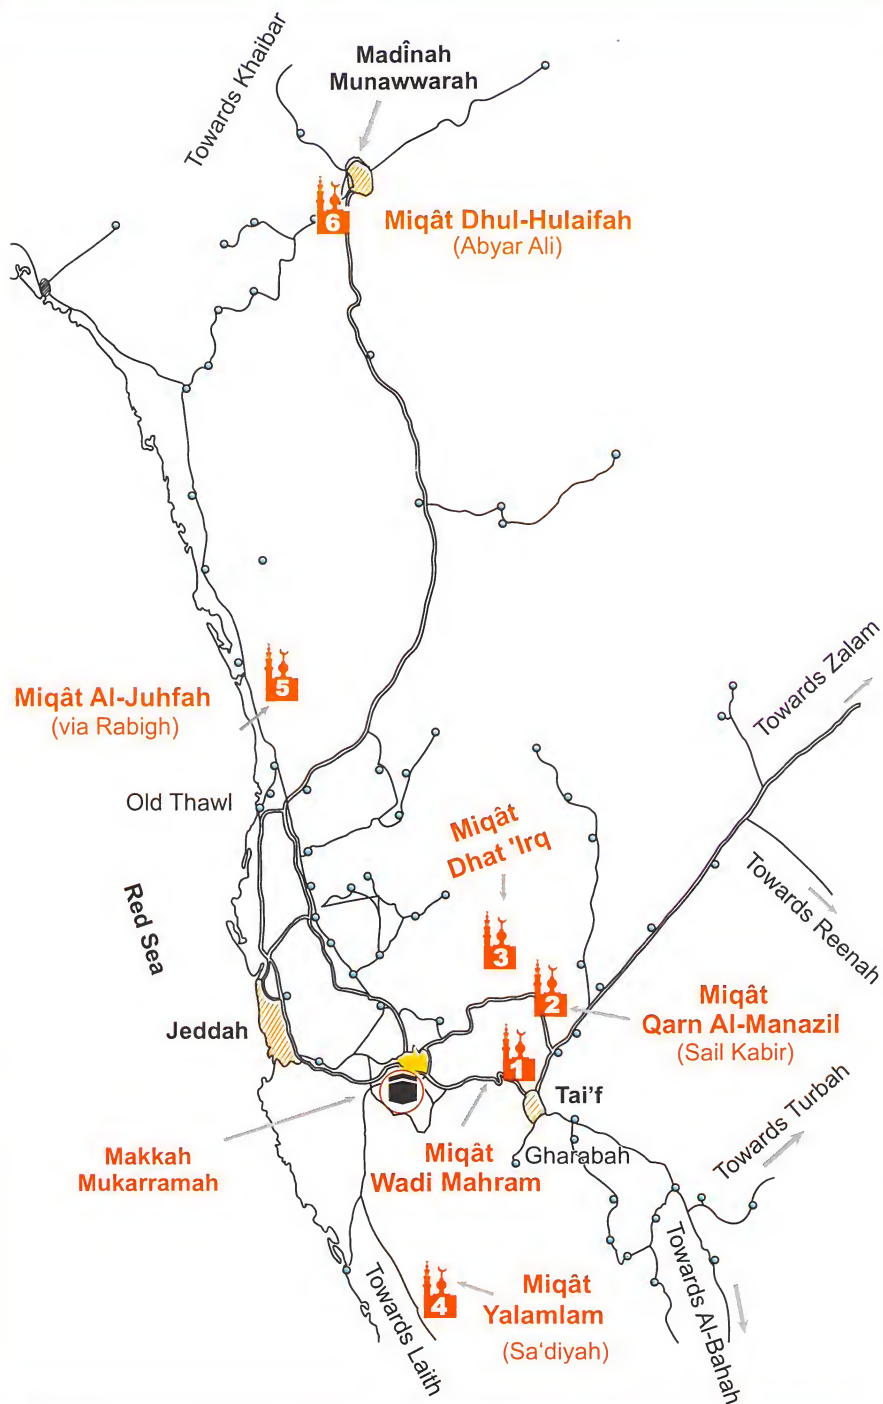 Towards Khaibar
Madînah
Munawwarah
6
Miqât Dhul-Hulaifah
(Abyar Ali)
5
Miqât Al-Juhfah
(via Rabigh)
Towards Zalam
Old Thawl
Miqât
Dhat 'Irq
3
Towards Reenah
Red Sea
2
Miqât
Qarn Al-Manazil
(Sail Kabir)
Jeddah
1
Tai’f
Makkah
Mukarramah
Miqât
Wadi Mahram
Gharabah
Towards Turbah
4
Miqât
Yalamlam
(Sa‘diyah)
Towards Laith
Towards Al-Bahah